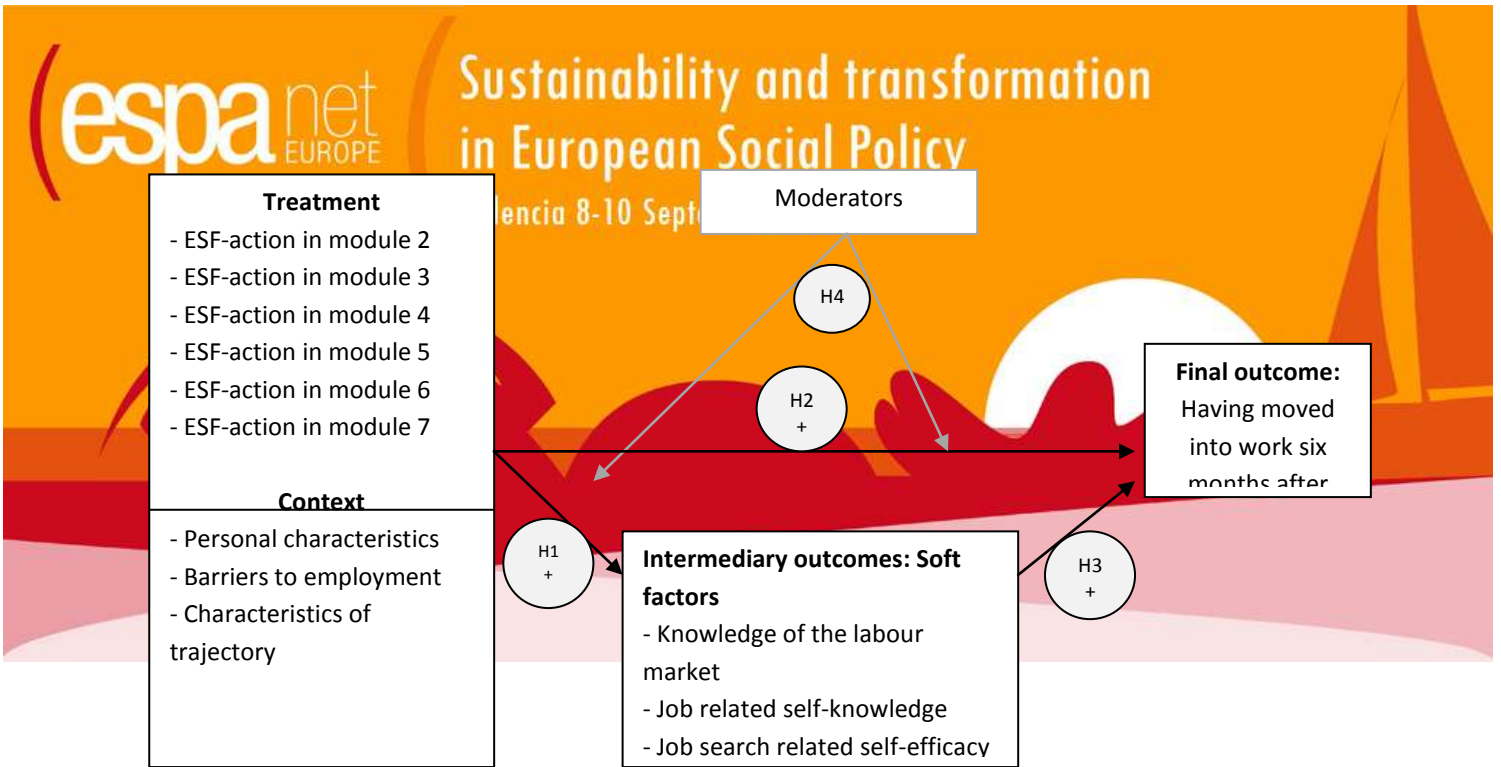 (espanet
EUROPE
Sustainability and transformation
in European Social Policy
lencia 8-10 Sept
Treatment
- ESF-action in module 2
- ESF-action in module 3
- ESF-action in module 4
- ESF-action in module 5
- ESF-action in module 6
- ESF-action in module 7
Context
- Personal characteristics
- Barriers to employment
- Characteristics of
trajectory
Moderators
H4
H2
+
H1
+
Intermediary outcomes: Soft
factors
- Knowledge of the labour
market
- Job related self-knowledge
- Job search related self-efficacy
H3
+
Final outcome:
Having moved
into work six
months after